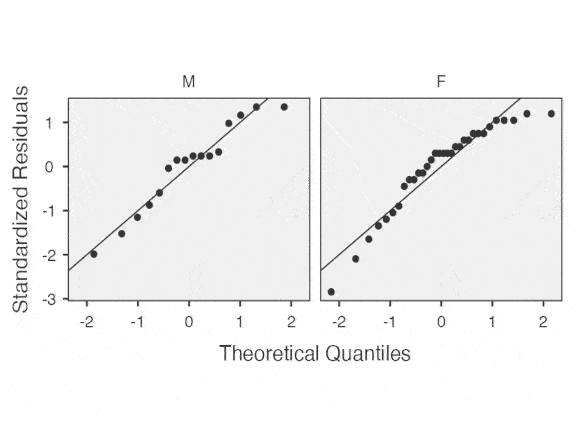 M F
Standardized Residuals
1
0
-1
-2
-3
-2 -1 0 1 2 -2 -1 0 1 2
Theoretical Quantiles